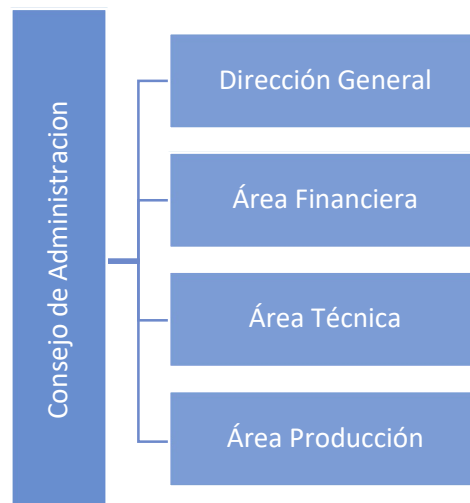 Consejo de Administracion
Dirección General
Área Financiera
Área Técnica
Área Producción